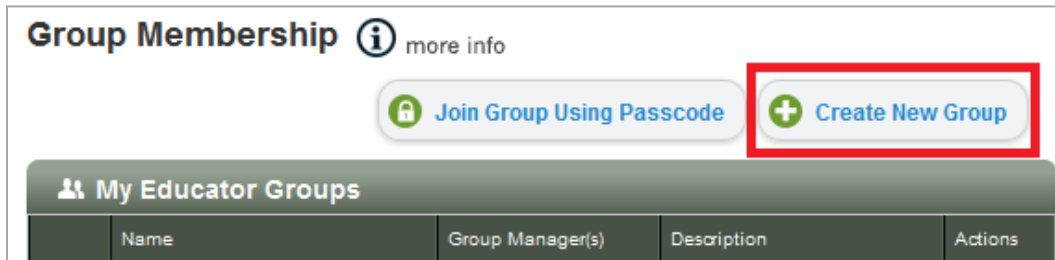 Group Membership more info
Join Group Using Passcode Create New Group
My Educator Groups
Name Group Manager(s) Description Actions